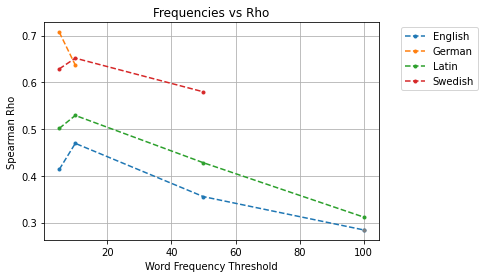 Frequencies vs Rho
0.7
0.6
0.5
0.4
0.3
Spearman Rho
20
40
60
80
100
Word Frequency Threshold
English
German
Latin
Swedish